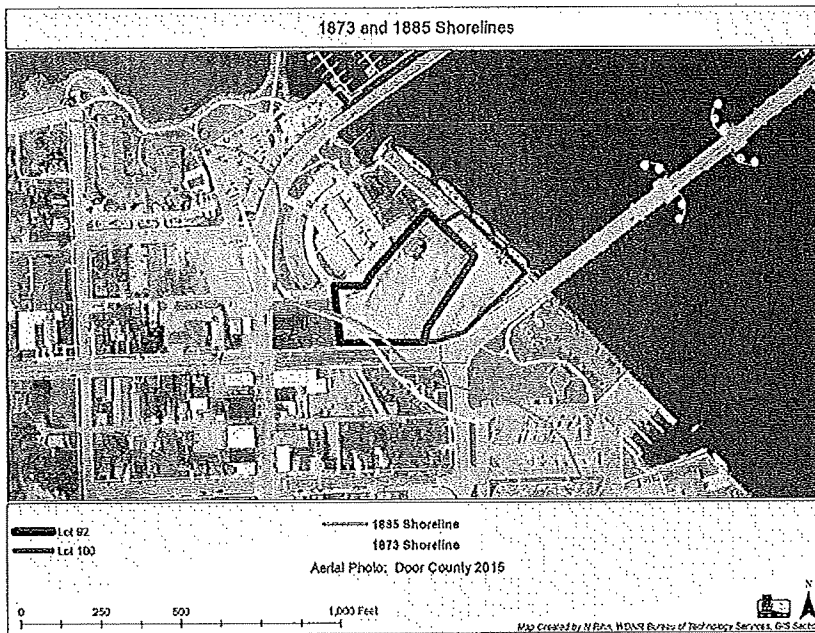 1873 and 1885 Shorelines
Lot 92
Lot 100
1885 Shoreline
1873 Shoreline
Aerial Photo: Door County 2015
0 250 500 1,000 Feet
N
Map Created by N Rihn, WDNR Bureau of Technology Services, GIS Section